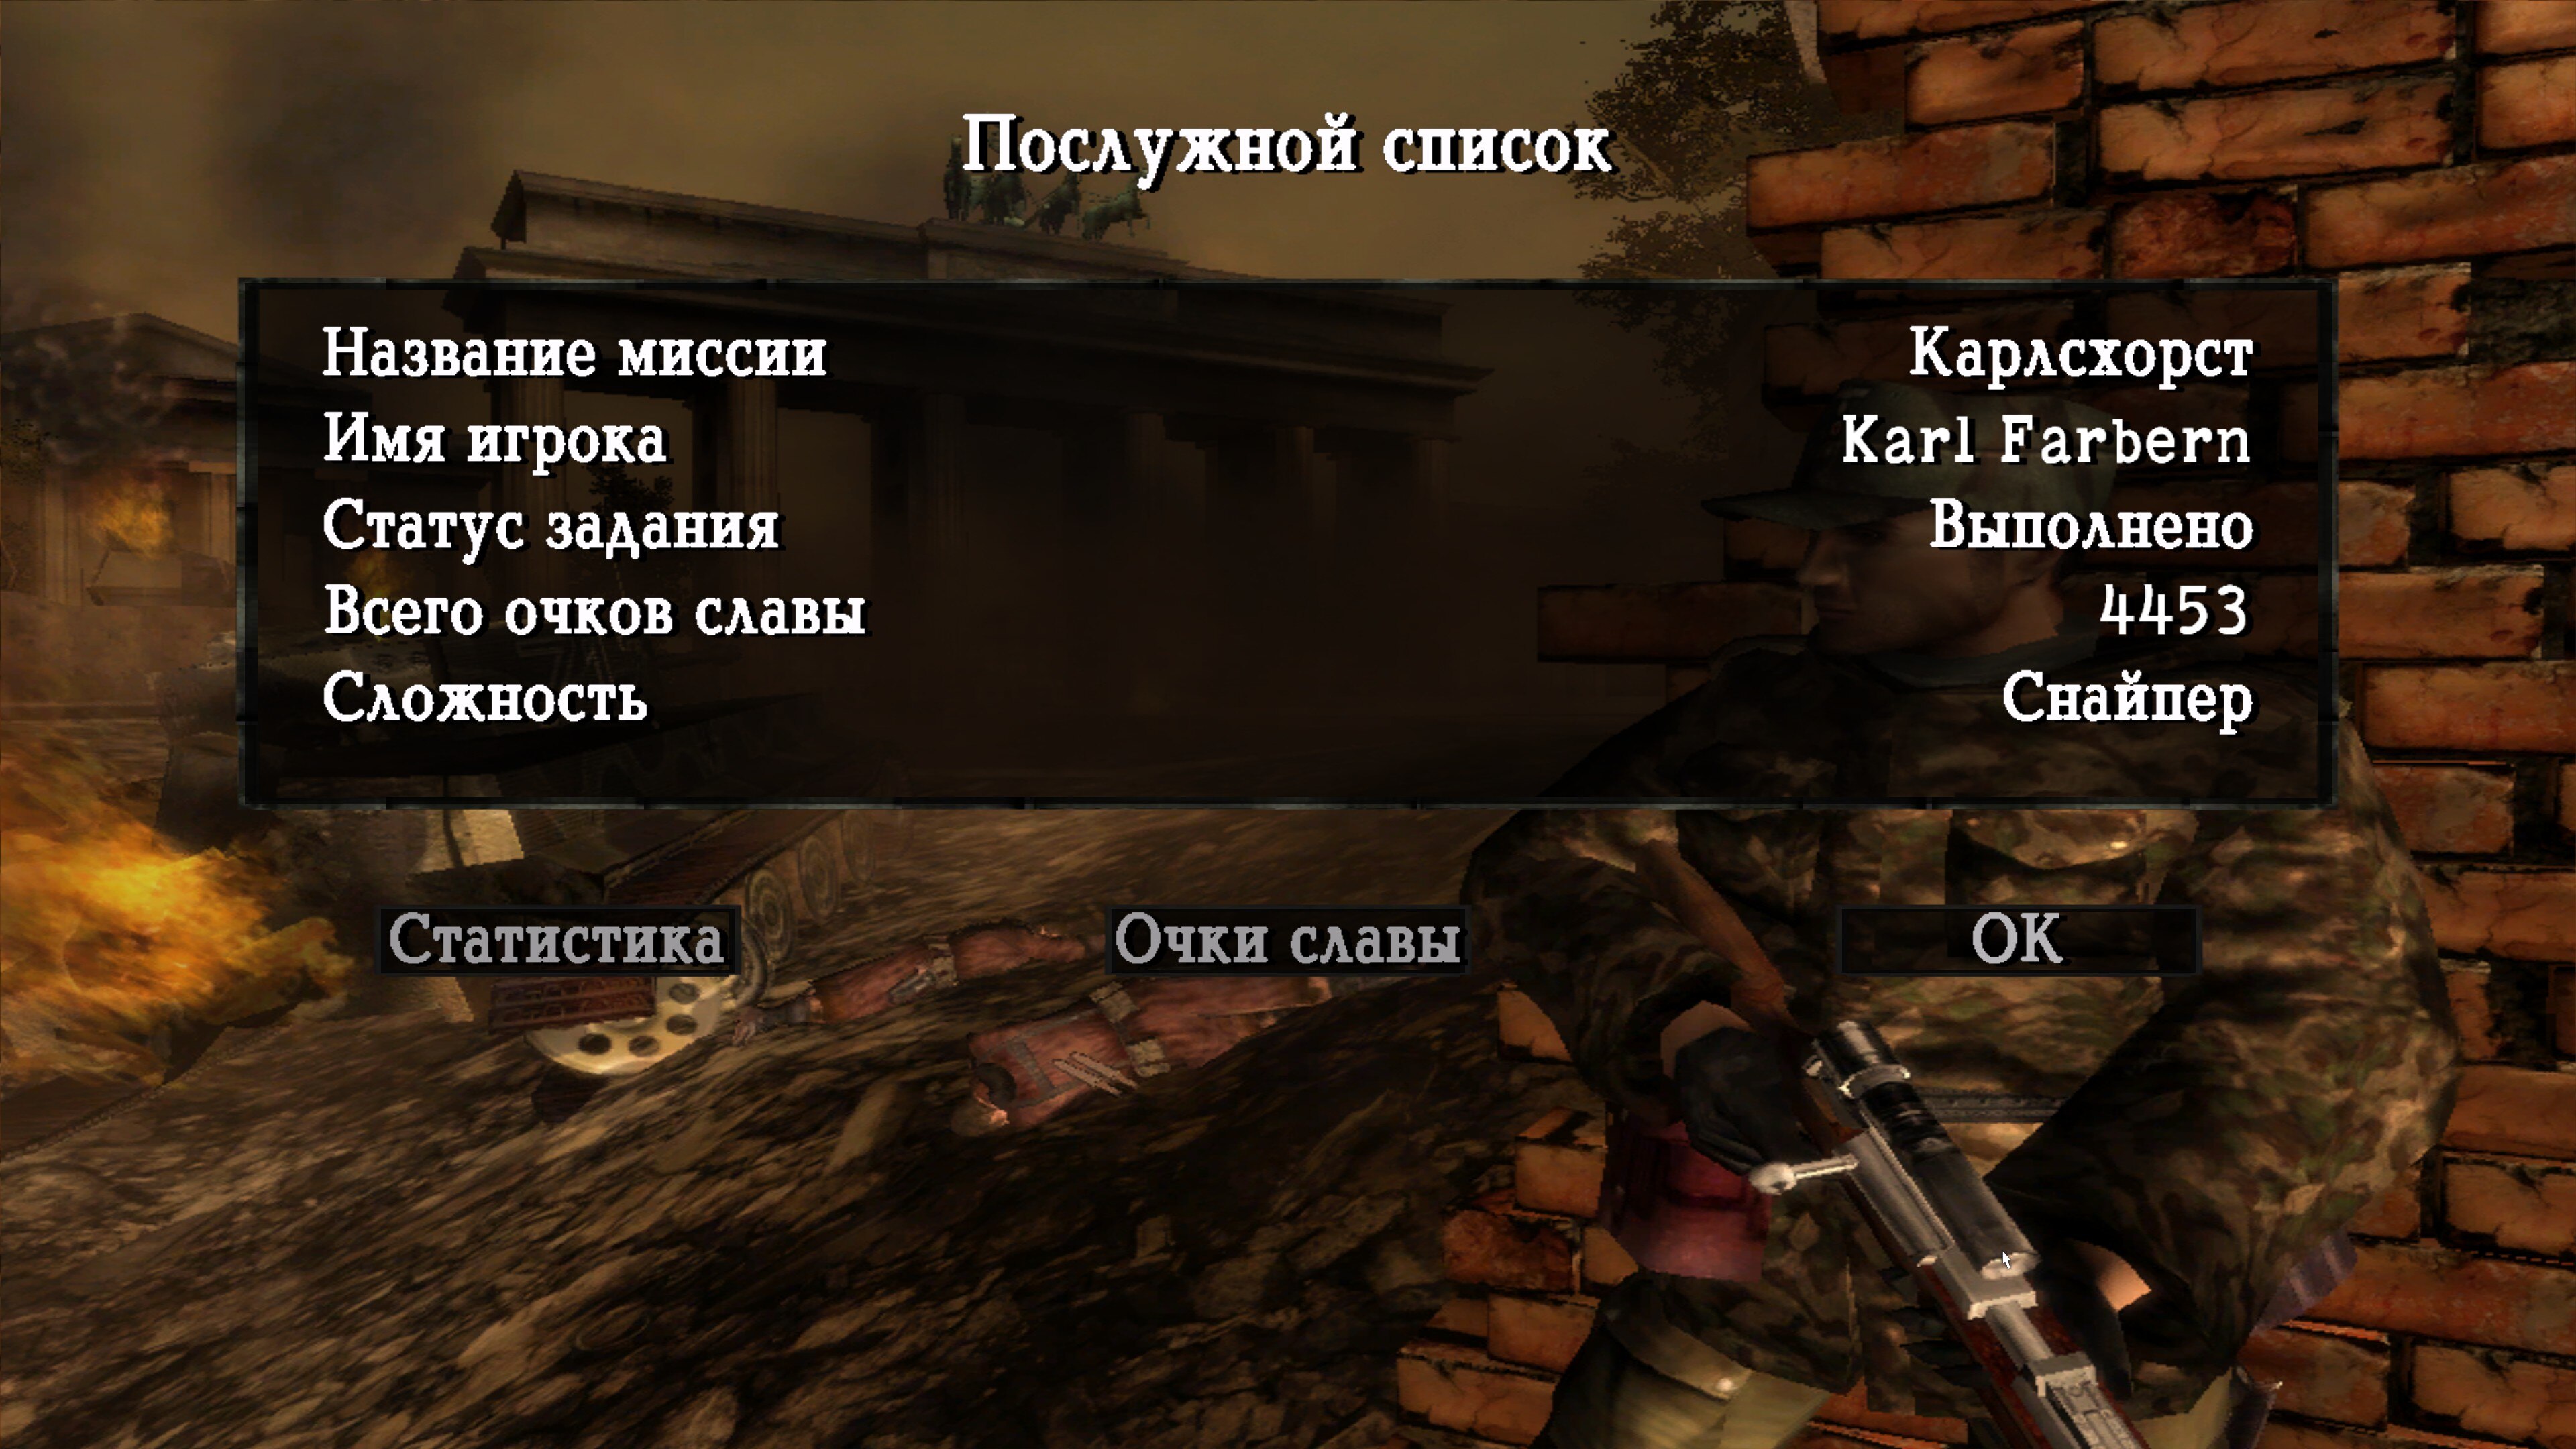 Послужной список
Название миссии Карлсхорст
Имя игрока Karl Farbern
Статус задания Выполнено
Всего очков славы 4453
Сложность Снайпер
Статистика Очки славы ОК